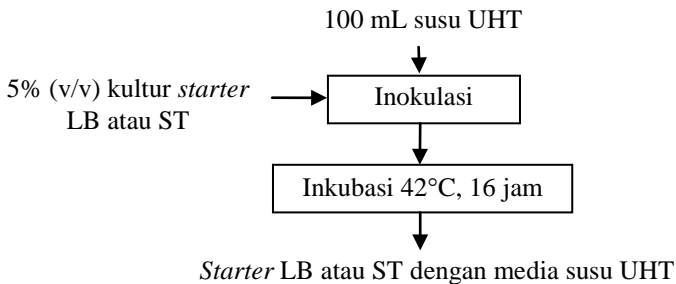 100 mL susu UHT
5% (v/v) kultur starter
LB atau ST
Inokulasi
Inkubasi 42°C, 16 jam
Starter LB atau ST dengan media susu UHT